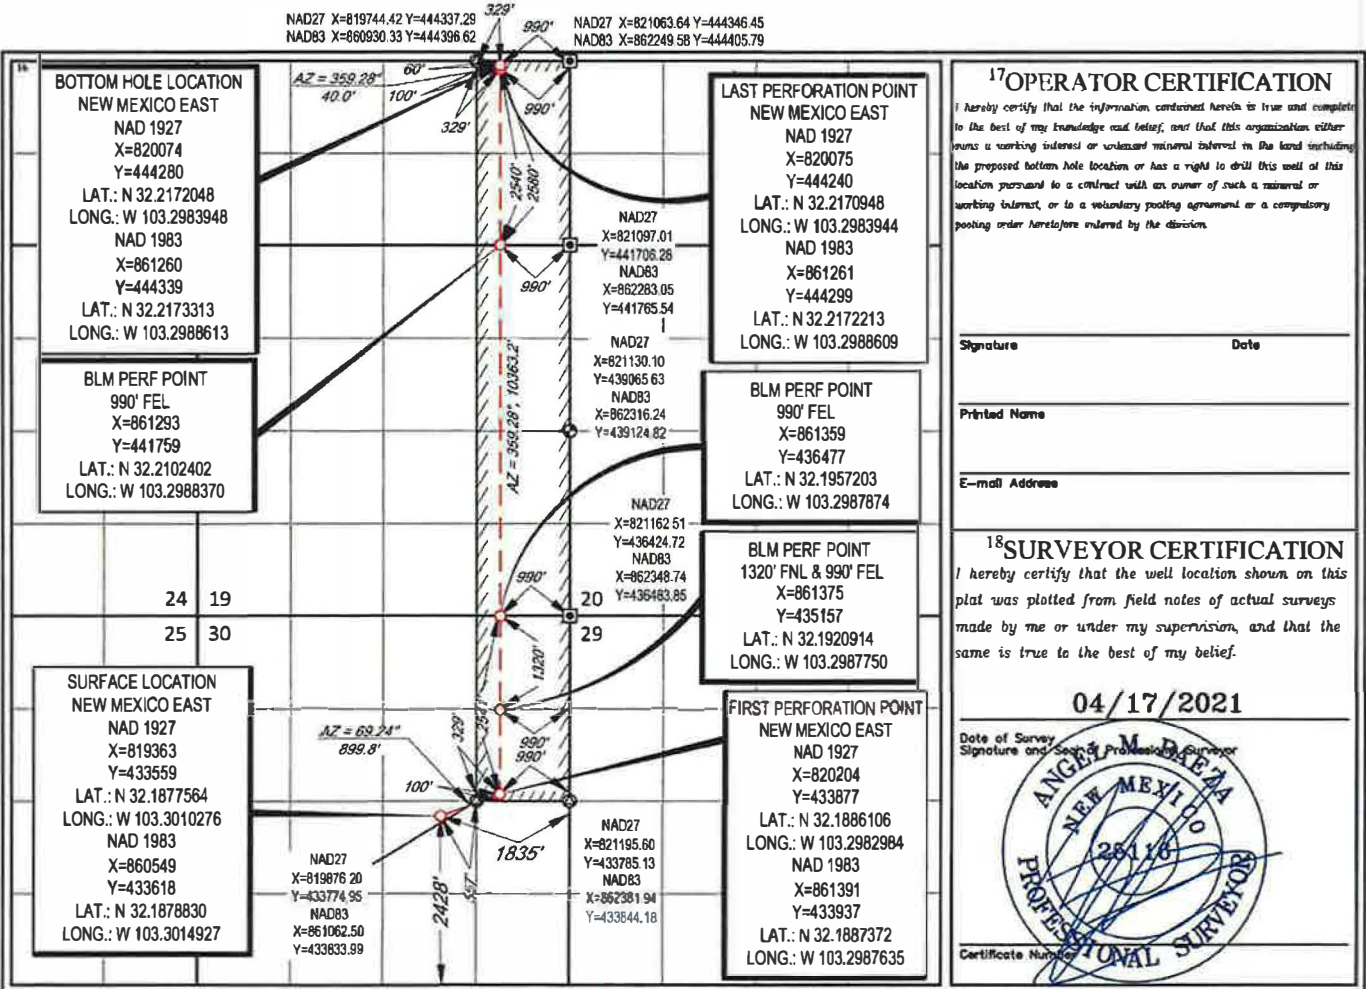 NAD27 X=819744.42 Y=444337.29
NAD83 X=860930.33 Y=444396.62
329'
990'
NAD27 X=821063.64 Y=444346.45
NAD83 X=862249.58 Y=444405.79
16
BOTTOM HOLE LOCATION
NEW MEXICO EAST
NAD 1927
X=820074
Y=444280
LAT.: N 32.2172048
LONG.: W 103.2983948
NAD 1983
X=861260
Y=444339
LAT.: N 32.2173313
LONG.: W 103.2988613
AZ = 359.28°
40.0'
60'
100'
329'
990'
2540'
2580'
990'
LAST PERFORATION POINT
NEW MEXICO EAST
NAD 1927
X=820075
Y=444240
LAT.: N 32.2170948
LONG.: W 103.2983944
NAD 1983
X=861261
Y=444299
LAT.: N 32.2172213
LONG.: W 103.2988609
NAD27
X=821097.01
Y=441706.28
NAD83
X=862283.05
Y=441765.54
NAD27
X=821130.10
Y=439065.63
NAD83
X=862316.24
Y=439124.82
BLM PERF POINT
990' FEL
X=861293
Y=441759
LAT.: N 32.2102402
LONG.: W 103.2988370
AZ = 359.28°, 10363.2'
BLM PERF POINT
990' FEL
X=861359
Y=436477
LAT.: N 32.1957203
LONG.: W 103.2987874
NAD27
X=821162.51
Y=436424.72
NAD83
X=862348.74
Y=436483.85
990'
24 19
20
25 30
29
1320'
BLM PERF POINT
1320' FNL & 990' FEL
X=861375
Y=435157
LAT.: N 32.1920914
LONG.: W 103.2987750
SURFACE LOCATION
NEW MEXICO EAST
NAD 1927
X=819363
Y=433559
LAT.: N 32.1877564
LONG.: W 103.3010276
NAD 1983
X=860549
Y=433618
LAT.: N 32.1878830
LONG.: W 103.3014927
AZ = 69.24°
899.8'
329'
2541'
990'
990'
100'
1835'
2428'
NAD27
X=819876.20
Y=433774.95
NAD83
X=861062.50
Y=433833.99
NAD27
X=821195.60
Y=433785.13
NAD83
X=862381.94
Y=433844.18
FIRST PERFORATION POINT
NEW MEXICO EAST
NAD 1927
X=820204
Y=433877
LAT.: N 32.1886106
LONG.: W 103.2982984
NAD 1983
X=861391
Y=433937
LAT.: N 32.1887372
LONG.: W 103.2987635
17 OPERATOR CERTIFICATION
I hereby certify that the information contained herein is true and complete
to the best of my knowledge and belief, and that this organization either
owns a working interest or unleased mineral interest in the land including
the proposed bottom hole location or has a right to drill this well at this
location pursuant to a contract with an owner of such a mineral or
working interest, or to a voluntary pooling agreement or a compulsory
pooling order heretofore entered by the division.
Signature Date
Printed Name
E-mail Address
18 SURVEYOR CERTIFICATION
I hereby certify that the well location shown on this
plat was plotted from field notes of actual surveys
made by me or under my supervision, and that the
same is true to the best of my belief.
04/17/2021
Date of Survey
Signature and Seal of Professional Surveyor
ANGEL M. BAEZA
NEW MEXICO
25116
PROFESSIONAL SURVEYOR
Certificate Number